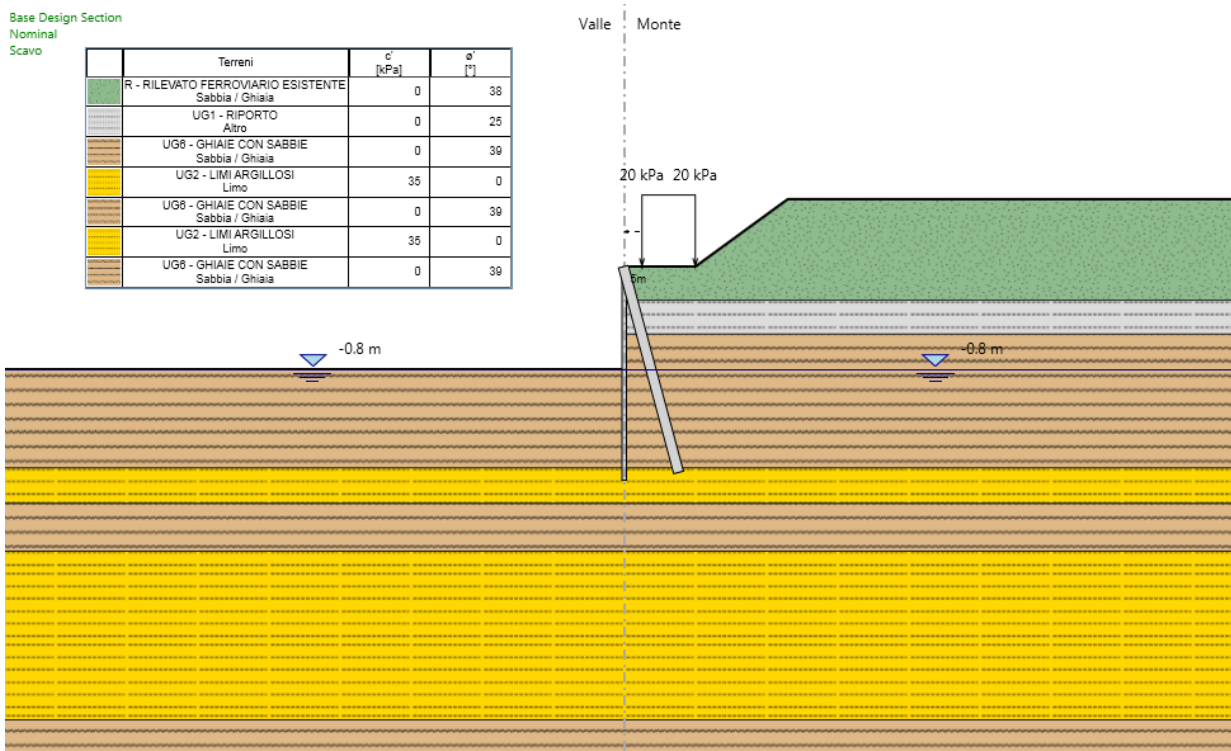 Base Design Section
Nominal
Scavo
Valle
Monte
Terreni c' [kPa] ø' [°]
R - RILEVATO FERROVIARIO ESISTENTE
Sabbia / Ghiaia 0 38
UG1 - RIPORTO
Altro 0 25
UG6 - GHIAIE CON SABBIE
Sabbia / Ghiaia 0 39
UG2 - LIMI ARGILLOSI
Limo 35 0
UG6 - GHIAIE CON SABBIE
Sabbia / Ghiaia 0 39
UG2 - LIMI ARGILLOSI
Limo 35 0
UG6 - GHIAIE CON SABBIE
Sabbia / Ghiaia 0 39
20 kPa 20 kPa
-0.8 m
-0.8 m